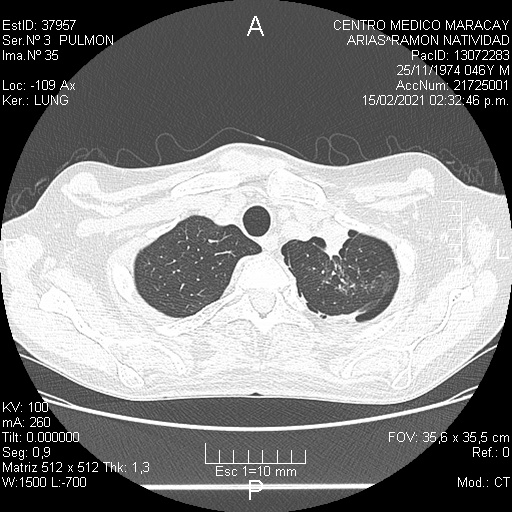 EstID: 37957
Ser.Nº 3 PULMON
Ima.Nº 35
Loc: -109 Ax
Ker.: LUNG
A
CENTRO MEDICO MARACAY
ARIAS^RAMON NATIVIDAD
PacID: 13072283
25/11/1974 046Y M
AccNum: 21725001
15/02/2021 02:32:46 p.m.
L
KV: 100
mA: 260
Tilt: 0.000000
Seg: 0,9
Matriz 512 x 512 Thk: 1,3
W:1500 L:-700
Esc 1=10 mm
P
FOV: 35,6 x 35,5 cm
Ref.: 0
Mod.: CT